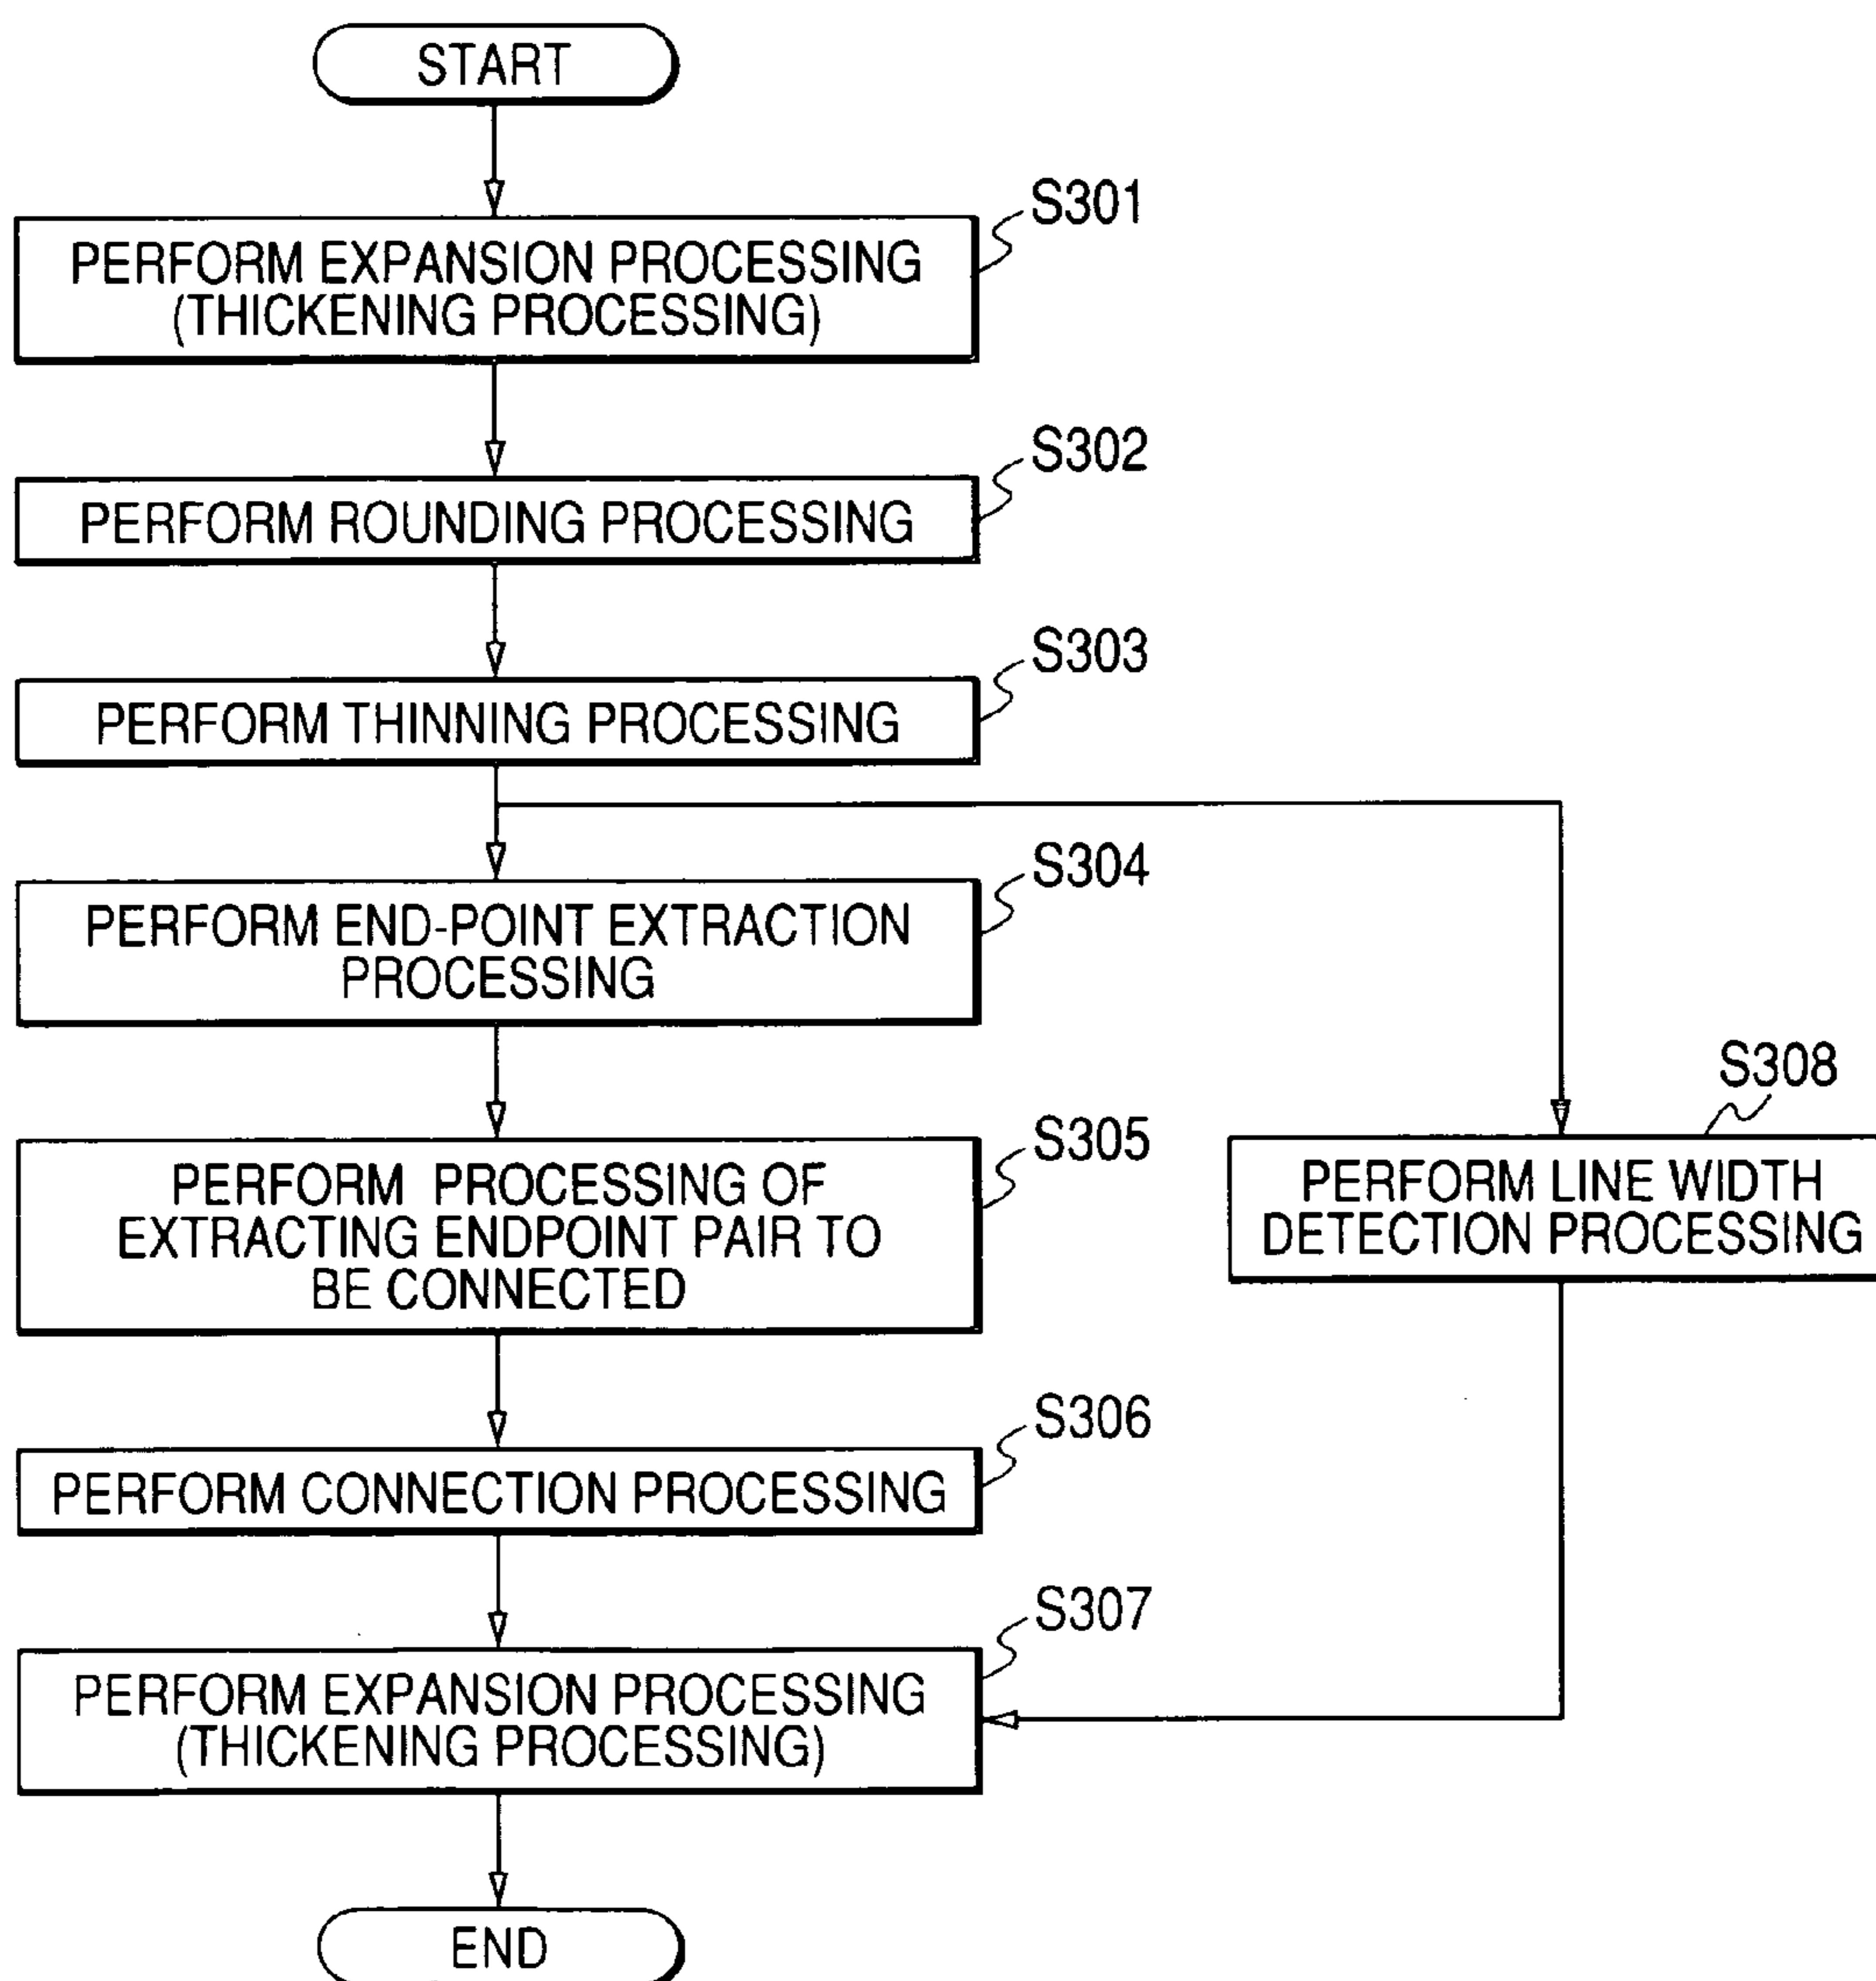 START
S301
PERFORM EXPANSION PROCESSING
(THICKENING PROCESSING)
S302
PERFORM ROUNDING PROCESSING
S303
PERFORM THINNING PROCESSING
S304
PERFORM END-POINT EXTRACTION
PROCESSING
S305
PERFORM PROCESSING OF
EXTRACTING ENDPOINT PAIR TO
BE CONNECTED
S308
PERFORM LINE WIDTH
DETECTION PROCESSING
S306
PERFORM CONNECTION PROCESSING
S307
PERFORM EXPANSION PROCESSING
(THICKENING PROCESSING)
END